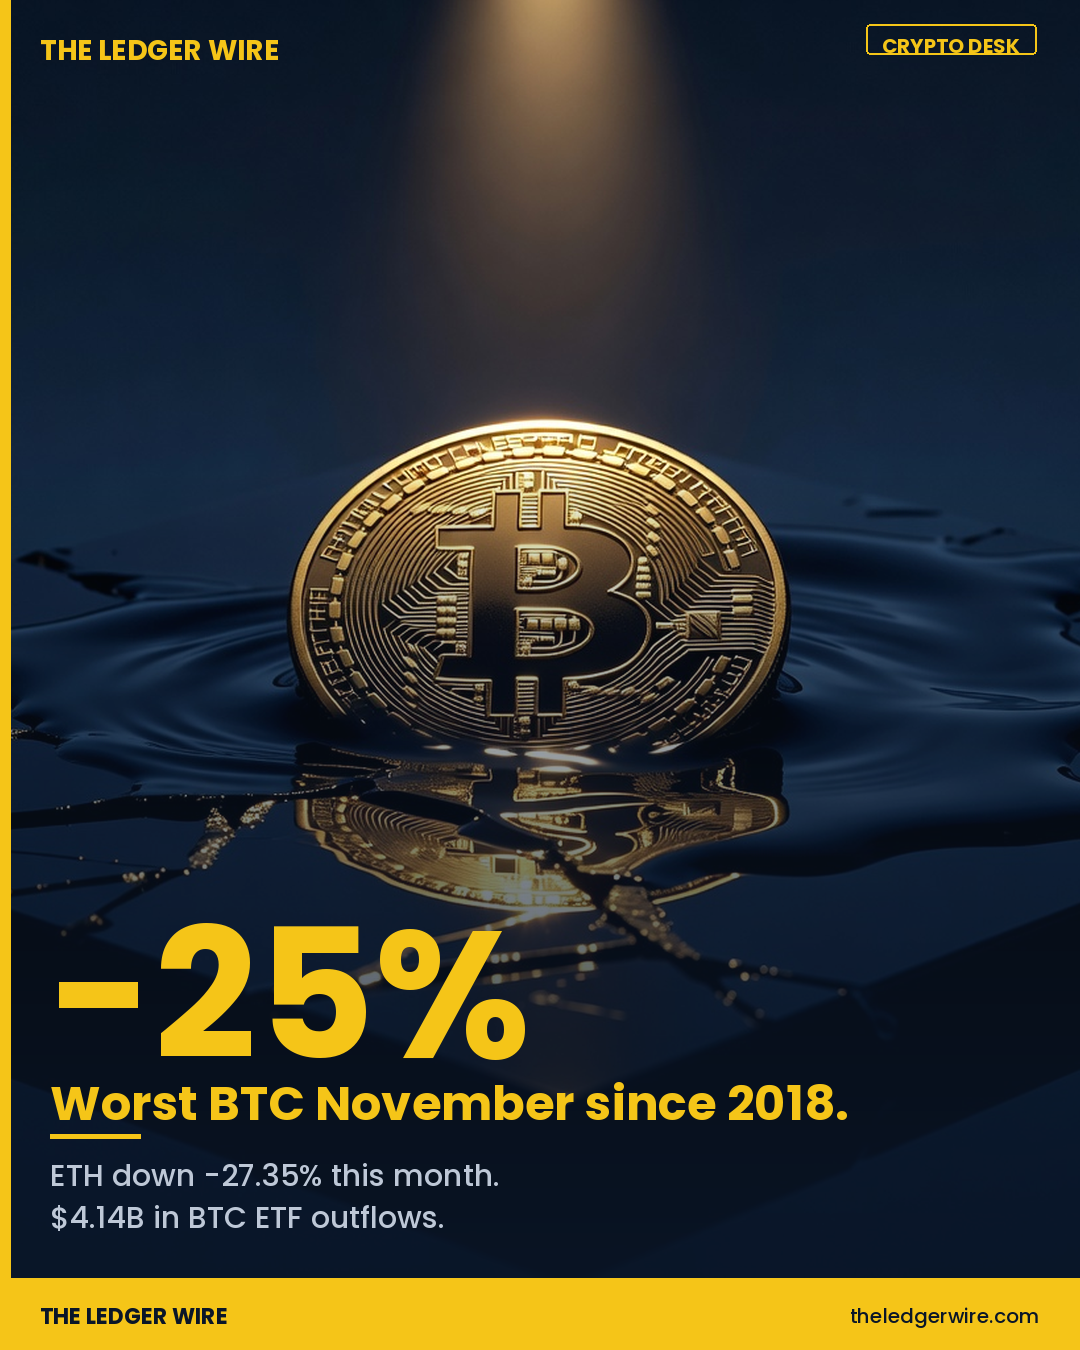 THE LEDGER WIRE
CRYPTO DESK
-25%
Worst BTC November since 2018.
ETH down -27.35% this month.
$4.14B in BTC ETF outflows.
THE LEDGER WIRE
theledgerwire.com